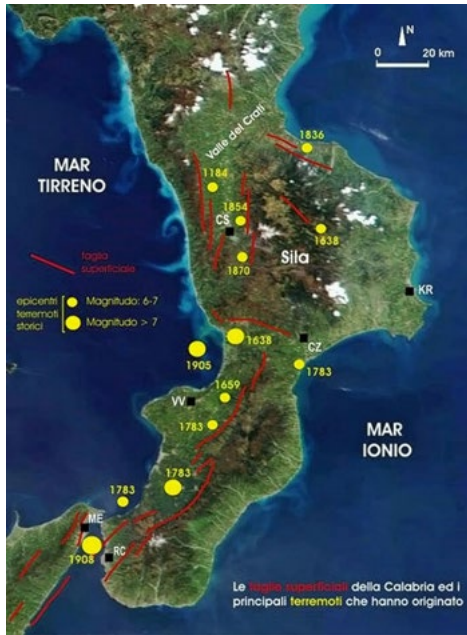 N
0 20 km
1836
Valle del Crati
MAR
TIRRENO
1184
1854
CS
1638
Sila
1870
faglia
superficiale
KR
epicentri
terremoti
storici
Magnitudo: 6-7
Magnitudo > 7
1638
CZ
1905
1783
1659
VV
1783
MAR
IONIO
1783
1783
ME
RC
1908
Le faglie superficiali della Calabria ed i
principali terremoti che hanno originato